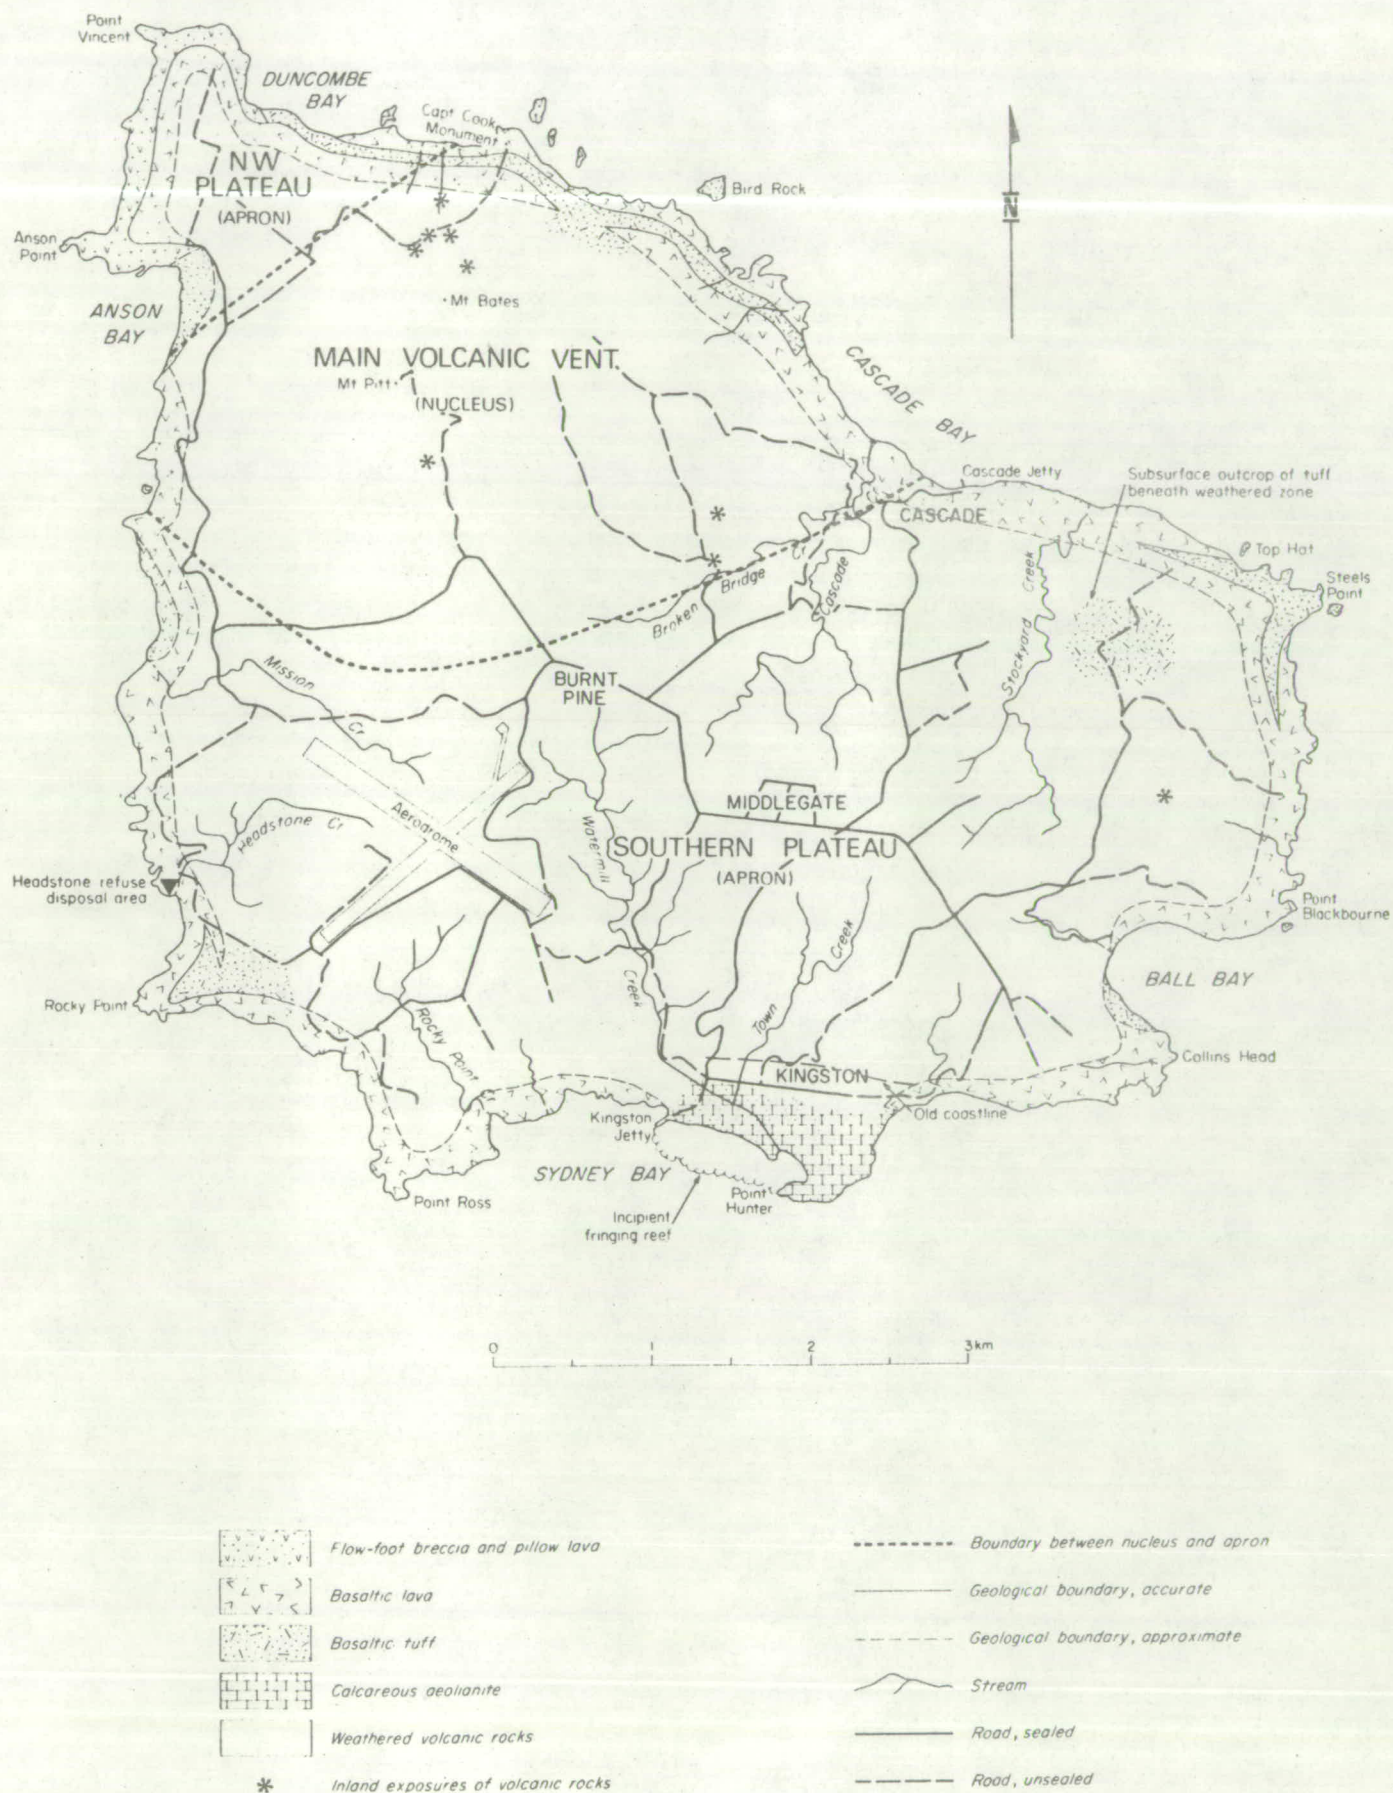 Point
Vincent
DUNCOMBE
BAY
Capt Cook
Monument
NW
PLATEAU
(APRON)
Bird Rock
N
Anson
Point
ANSON
BAY
Mt Bates
MAIN VOLCANIC VENT.
Mt Pitt
(NUCLEUS)
CASCADE BAY
Cascade Jetty
Subsurface outcrop of tuff
beneath weathered zone
CASCADE
Top Hat
Steels
Point
Broken Bridge
Cascade
Stockyard Creek
Mission Cr
BURNT
PINE
Aerodrome
Headstone Cr
MIDDLEGATE
Watermill
Creek
SOUTHERN PLATEAU
(APRON)
Headstone refuse
disposal area
Point
Blackbourne
BALL BAY
Rocky Point
Rocky Point
Town Creek
KINGSTON
Collins Head
Old coastline
Kingston
Jetty
SYDNEY BAY
Point Ross
Point
Hunter
Incipient
fringing reef
0 1 2 3km
Flow-foot breccia and pillow lava
Basaltic lava
Basaltic tuff
Calcareous aeolianite
Weathered volcanic rocks
Inland exposures of volcanic rocks
Boundary between nucleus and apron
Geological boundary, accurate
Geological boundary, approximate
Stream
Road, sealed
Road, unsealed